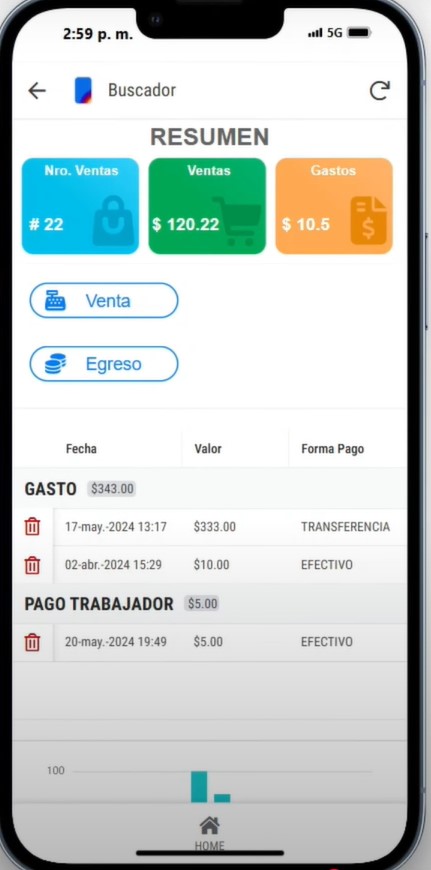 2:59 p. m. 5G
Buscador
RESUMEN
Nro. Ventas Ventas Gastos
# 22 $ 120.22 $ 10.5
Venta
Egreso
Fecha Valor Forma Pago
GASTO $343.00
17-may.-2024 13:17 $333.00 TRANSFERENCIA
02-abr.-2024 15:29 $10.00 EFECTIVO
PAGO TRABAJADOR $5.00
20-may.-2024 19:49 $5.00 EFECTIVO
100
HOME